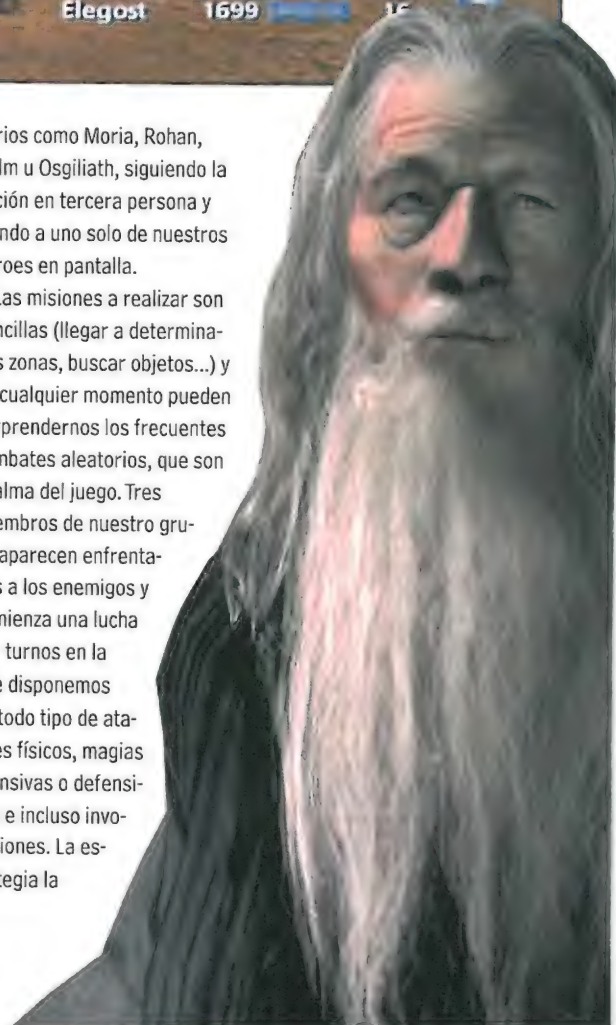 Elegost 1699
rios como Moria, Rohan,
lm u Osgiliath, siguiendo la
ción en tercera persona y
ndo a uno solo de nuestros
roes en pantalla.
Las misiones a realizar son
ncillas (llegar a determina-
s zonas, buscar objetos...) y
cualquier momento pueden
prendernos los frecuentes
nbates aleatorios, que son
alma del juego. Tres
embros de nuestro gru-
aparecen enfrenta-
s a los enemigos y
mienza una lucha
turnos en la
e disponemos
todo tipo de ata-
es físicos, magias
ensivas o defensi-
e incluso invo-
iones. La es-
tegia la